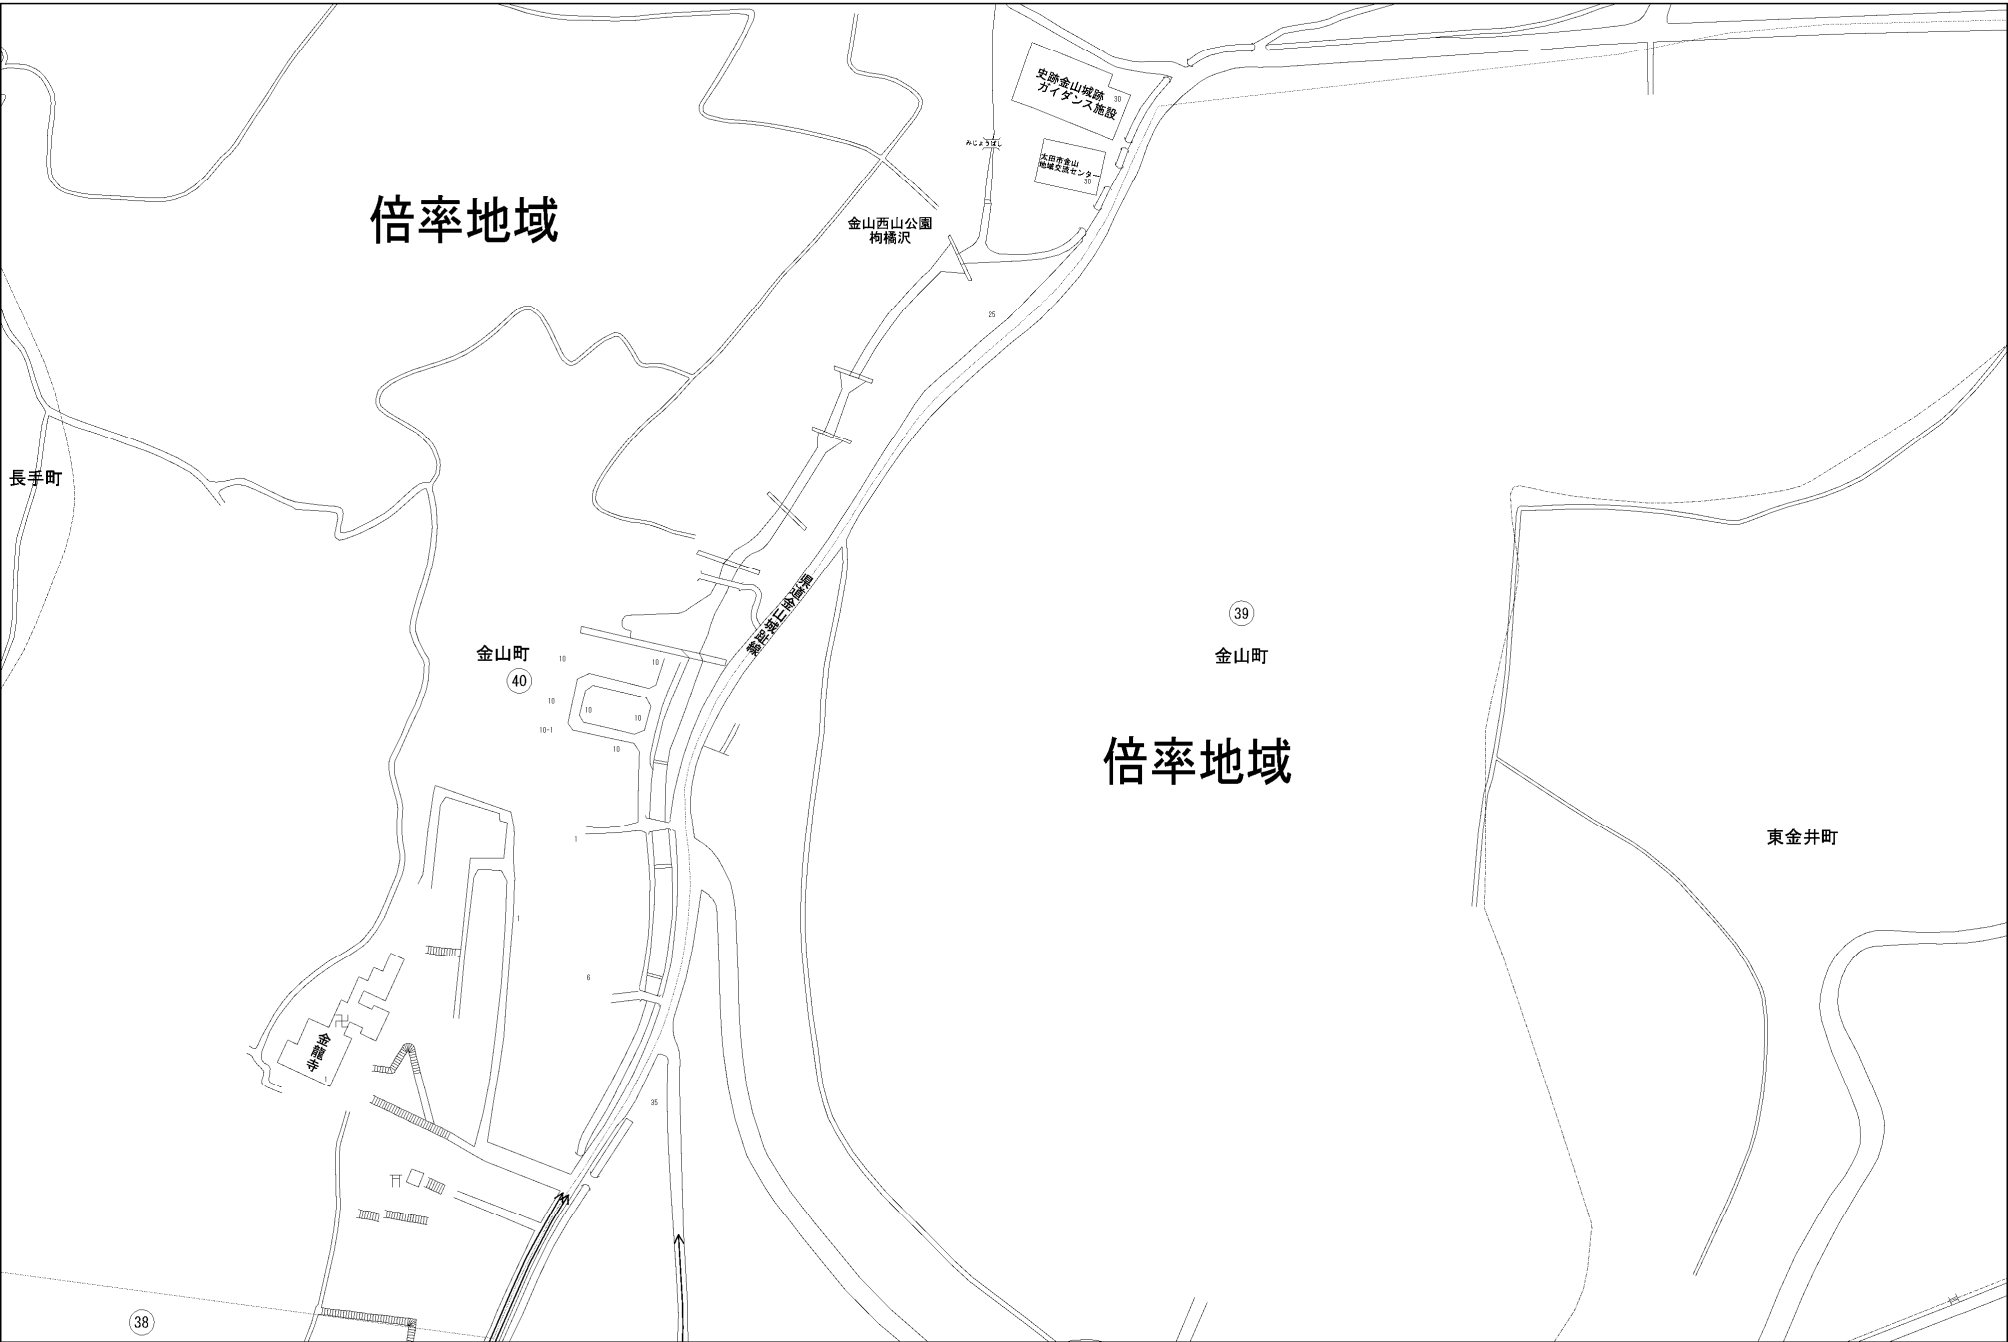 史跡金山城跡
ガイダンス施設
30
みじょうばし
太田市金山
地域交流センター
30
倍率地域
金山西山公園
枸橘沢
25
長手町
県道金山城趾線
39
金山町
金山町
40
10
10
10
10
10
10-1
10
倍率地域
1
東金井町
1
6
金龍寺
1
35
38